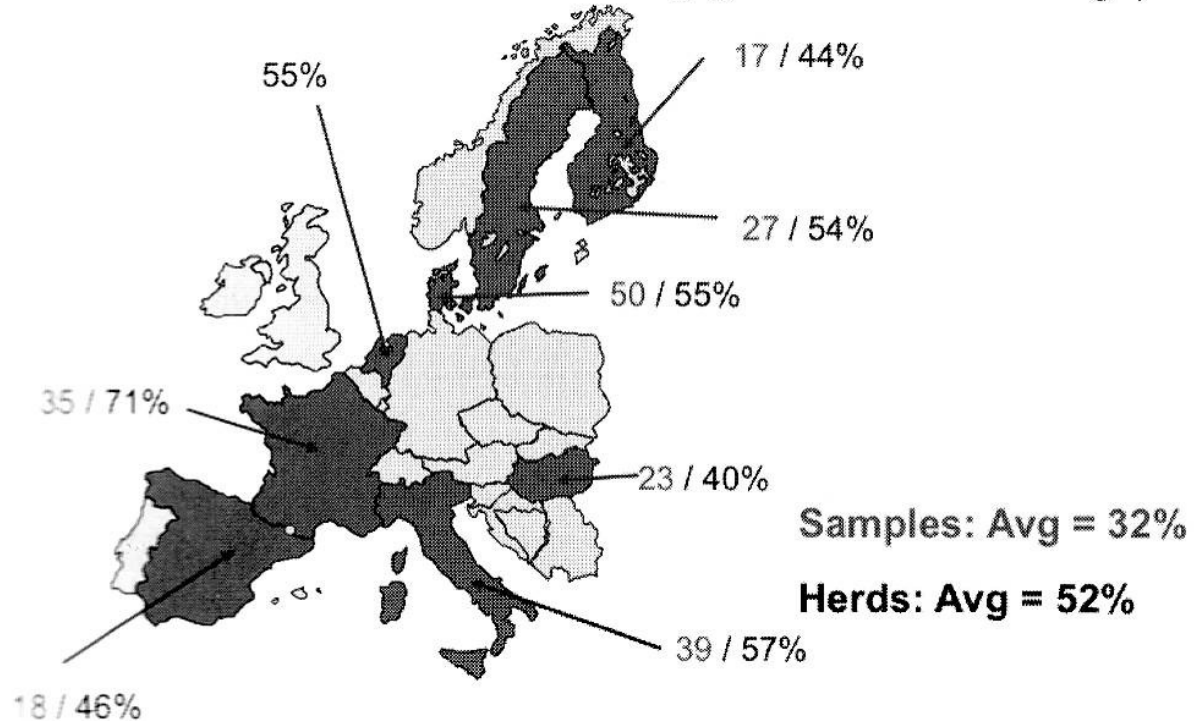 17 / 44%
55%
27 / 54%
50 / 55%
35 / 71%
23 / 40%
Samples: Avg = 32%
Herds: Avg = 52%
39 / 57%
18 / 46%